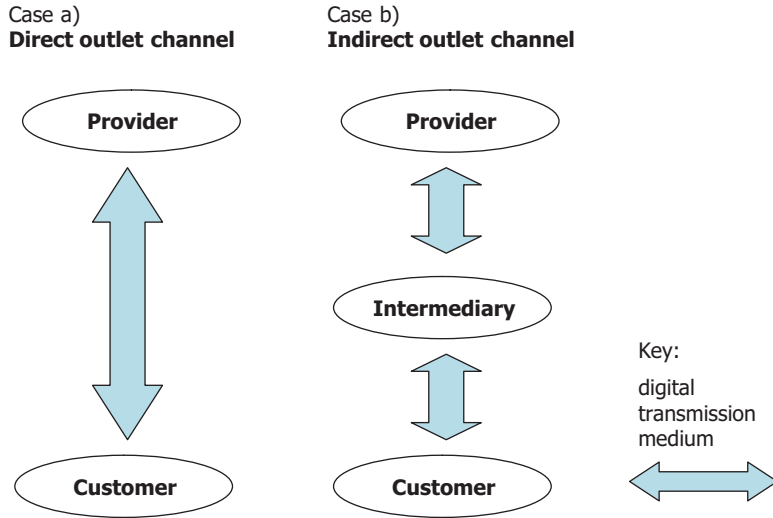 Case a)
Direct outlet channel
Provider
Customer
Case b)
Indirect outlet channel
Provider
Intermediary
Customer
Key:
digital
transmission
medium